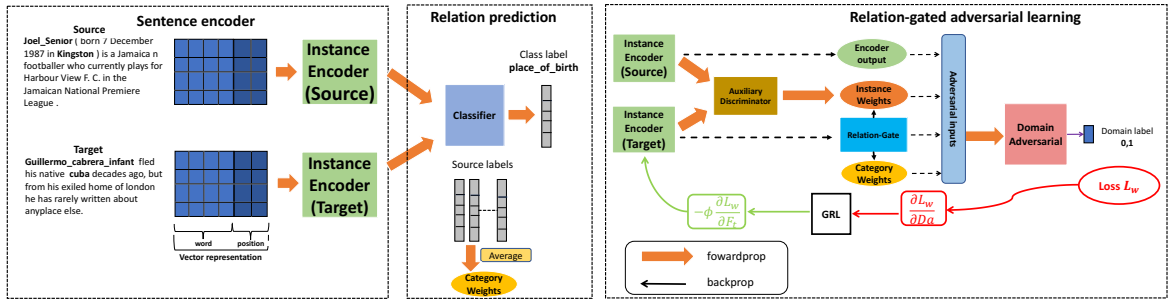 Sentence encoder
Source
Joel_Senior ( born 7 December
1987 in Kingston ) is a Jamaica n
footballer who currently plays for
Harbour View F. C. in the
Jamaican National Premiere
League .
Instance
Encoder
(Source)
Target
Guillermo_cabrera_infant fled
his native cuba decades ago, but
from his exiled home of london
he has rarely written about
anyplace else.
Instance
Encoder
(Target)
word
position
Vector representation
Relation prediction
Class label
place_of_birth
Classifier
Source labels
Average
Category
Weights
Relation-gated adversarial learning
Instance
Encoder
(Source)
Encoder
output
Auxiliary
Discriminator
Instance
Weights
Instance
Encoder
(Target)
Relation-Gate
Category
Weights
Adversarial Inputs
Domain
Adversarial
Domain label
0,1
Loss L_w
∂L_w/∂Da
GRL
-ϕ ∂L_w/∂F_t
fowardprop
backprop